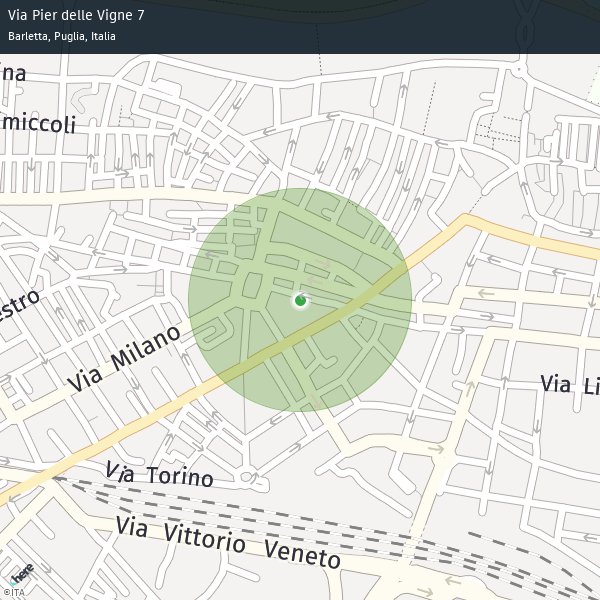 Via Pier delle Vigne 7
Barletta, Puglia, Italia
na
miccoli
estro
Via Milano
Via Li
Via Torino
Via Vittorio Veneto
here
©ITA